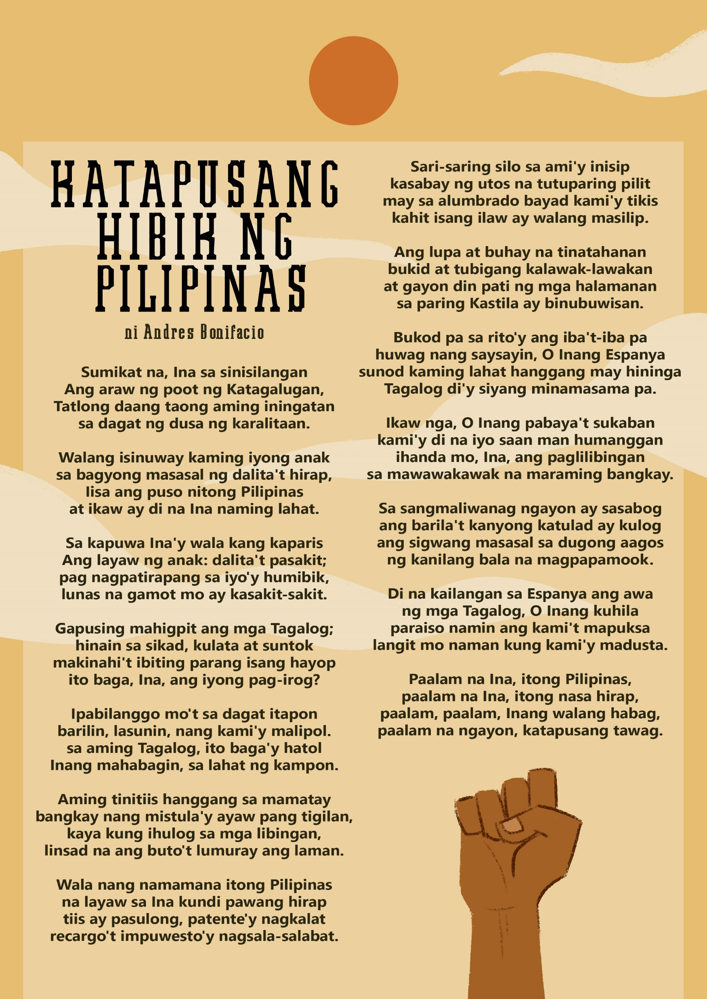 KATAPUSANG
HIBIK NG
PILIPINAS
ni Andres Bonifacio
Sumikat na, Ina sa sinisilangan
Ang araw ng poot ng Katagalugan,
Tatlong daang taong aming iningatan
sa dagat ng dusa ng karalitaan.
Walang isinuway kaming iyong anak
sa bagyong masasal ng dalita't hirap,
lisa ang puso nitong Pilipinas
at ikaw ay di na Ina naming lahat.
Sa kapuwa Ina'y wala kang kaparis
Ang layaw ng anak: dalita't pasakit;
pag nagpatirapang sa iyo'y humibik,
lunas na gamot mo ay kasakit-sakit.
Gapusing mahigpit ang mga Tagalog;
hinain sa sikad, kulata at suntok
makinahi't ibiting parang isang hayop
ito baga, Ina, ang iyong pag-irog?
Ipabilanggo mo't sa dagat itapon
barilin, lasunin, nang kami'y malipol.
sa aming Tagalog, ito baga'y hatol
Inang mahabagin, sa lahat ng kampon.
Aming tinitiis hanggang sa mamatay
bangkay nang mistula'y ayaw pang tigilan,
kaya kung ihulog sa mga libingan,
linsad na ang buto't lumuray ang laman.
Wala nang namamana itong Pilipinas
na layaw sa Ina kundi pawang hirap
tiis ay pasulong, patente'y nagkalat
recargo't impuwesto'y nagsala-salabat.
Sari-saring silo sa ami'y inisip
kasabay ng utos na tutuparing pilit
may sa alumbrado bayad kami'y tikis
kahit isang ilaw ay walang masilip.
Ang lupa at buhay na tinatahanan
bukid at tubigang kalawak-lawakan
at gayon din pati ng mga halamanan
sa paring Kastila ay binubuwisan.
Bukod pa sa rito'y ang iba't-iba pa
huwag nang saysayin, O Inang Espanya
sunod kaming lahat hanggang may hininga
Tagalog di'y siyang minamasama pa.
Ikaw nga, O Inang pabaya't sukaban
kami'y di na iyo saan man humanggan
ihanda mo, Ina, ang paglilibingan
sa mawawakawak na maraming bangkay.
Sa sangmaliwanag ngayon ay sasabog
ang barila't kanyong katulad ay kulog
ang sigwang masasal sa dugong aagos
ng kanilang bala na magpapamook.
Di na kailangan sa Espanya ang awa
ng mga Tagalog, O Inang kuhila
paraiso namin ang kami't mapuksa
langit mo naman kung kami'y madusta.
Paalam na Ina, itong Pilipinas,
paalam na Ina, itong nasa hirap,
paalam, paalam, Inang walang habag,
paalam na ngayon, katapusang tawag.